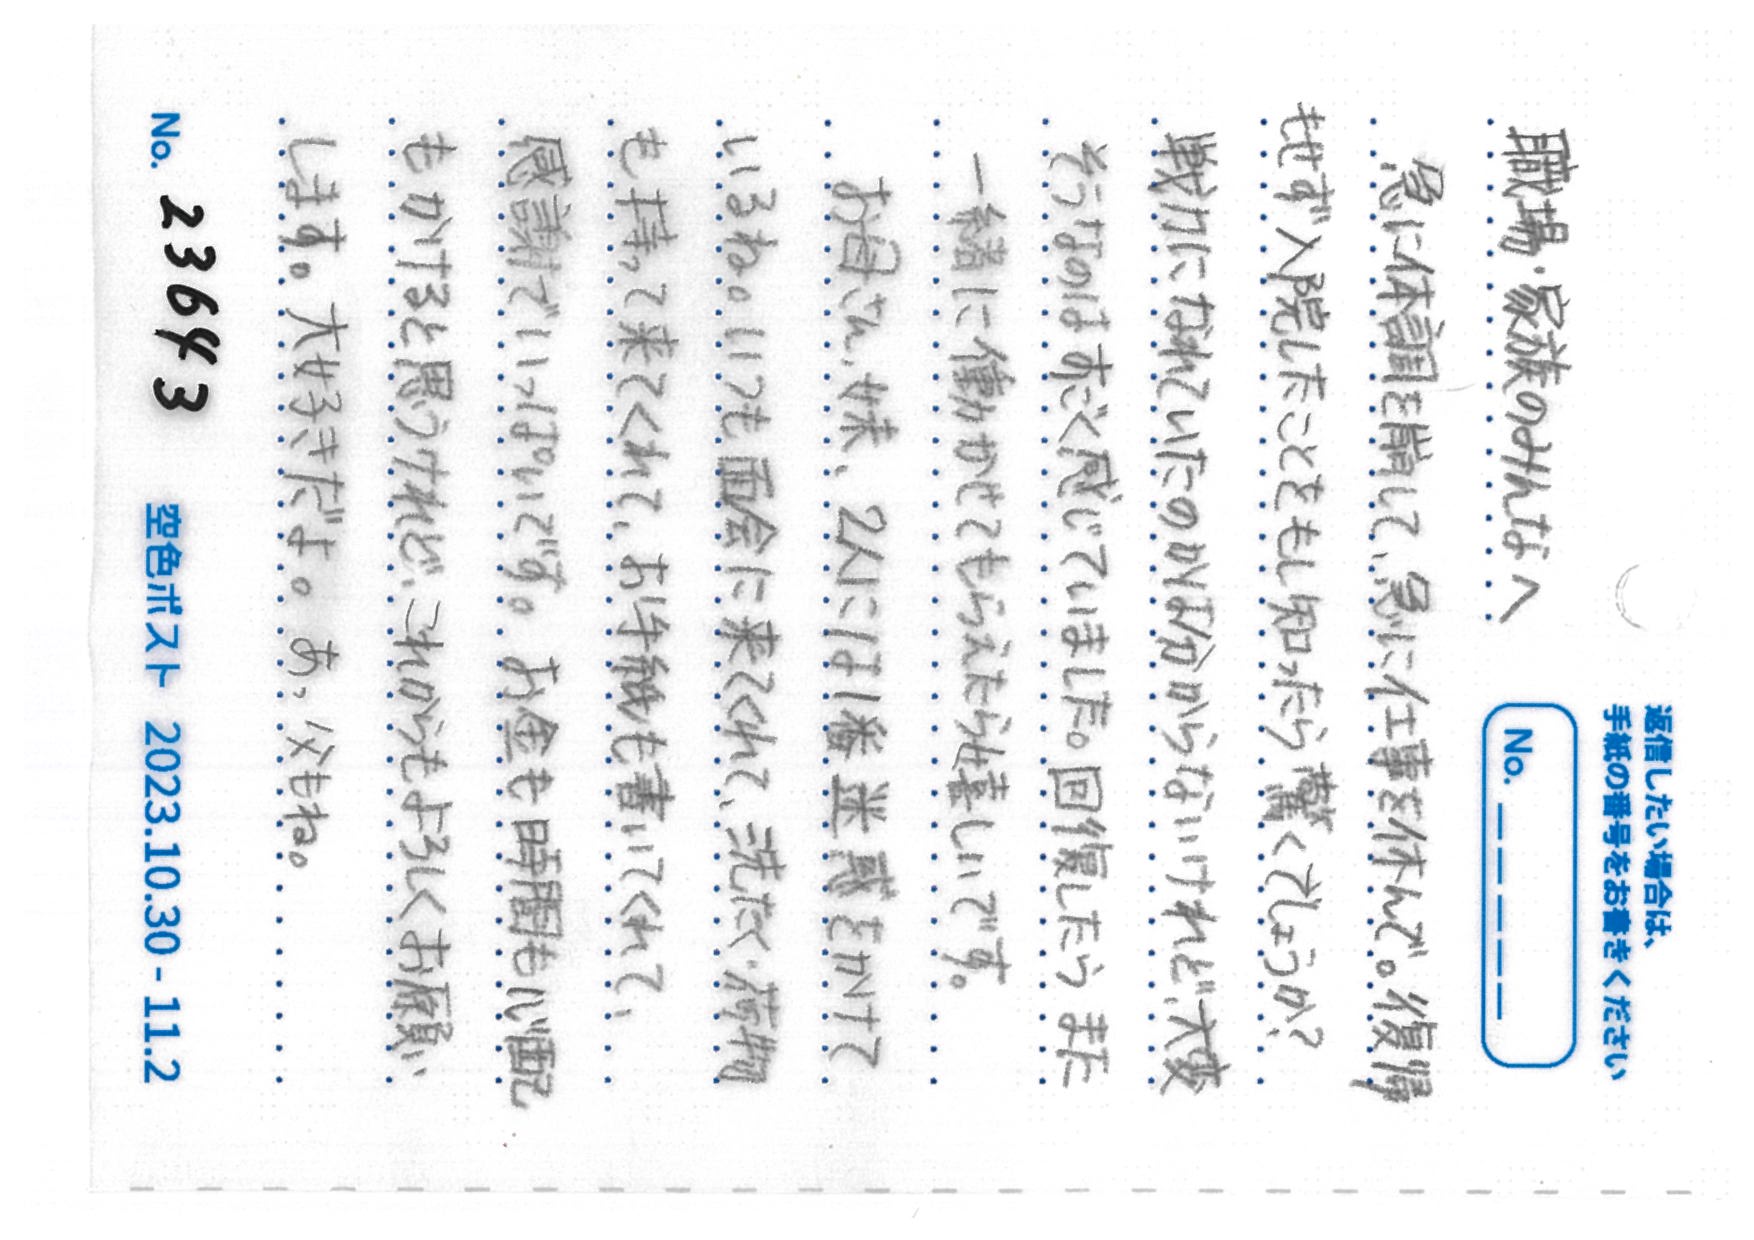 返信したい場合は、
手紙の番号をお書きください
No. _ _ _ _ _
職場・家族のみんなへ
急に体調を崩して、急に仕事を休んで。復帰
もせず入院したことをもし知ったら驚くでしょうか?
戦力になれていたのかは分からないけれど、大変
そうなのはすごく感じていました。回復したらまた
一緒に働かせてもらえたら嬉しいです。
お母さん、妹、2人には1番迷惑をかけて
いるね。いつも面会に来てくれて、洗たく・荷物
も持って来てくれて、お手紙も書いてくれて、
感謝でいっぱいです。お金も時間も心配
もかけると思うけれど、これからもよろしくお願い
します。大好きだよ。あっ父もね。
No. 23643 空色ポスト 2023.10.30 - 11.2